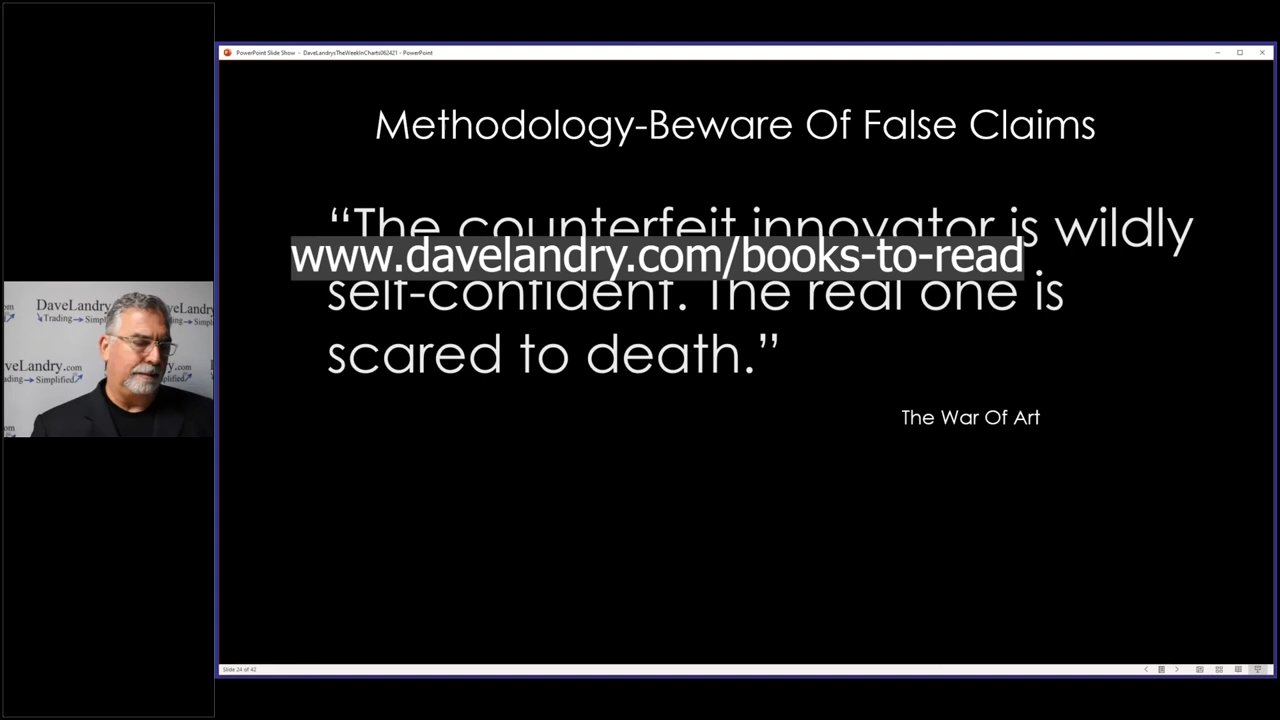 PowerPoint Slide Show - DaveLandrysTheWeekInCharts062421 - PowerPoint
Methodology-Beware Of False Claims
“The counterfeit innovator is wildly
www.davelandry.com/books-to-read
self-confident. The real one is
scared to death.”
The War Of Art
DaveLandry
Trading
Simpl
veLandry.com
Simplified
Slide 24 of 42